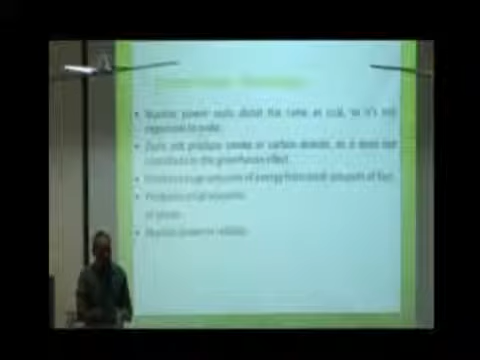 Nuclear power costs about the same as coal, so it's not
expensive to make.
Does not produce smoke or carbon dioxide, so it does not
contribute to the greenhouse effect.
Produces huge amounts of energy from small amounts of fuel.
Produces small amounts
of waste.
Nuclear power is reliable.